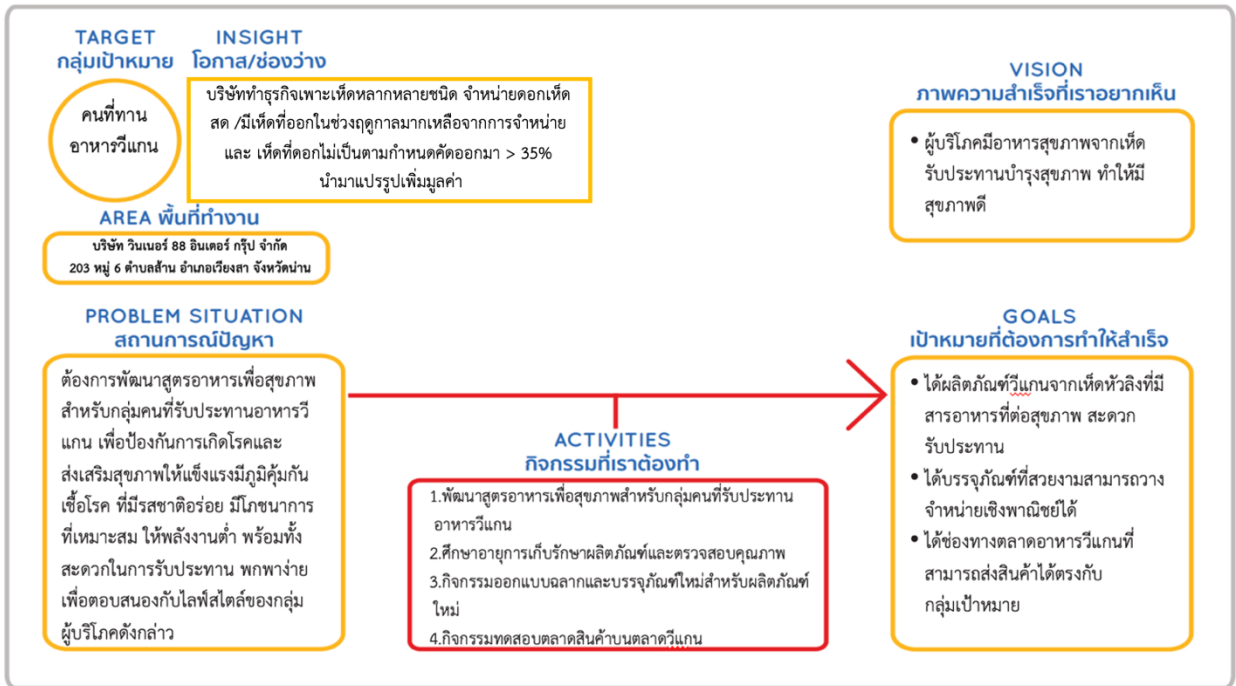 TARGET
กลุ่มเป้าหมาย
คนที่ทาน
อาหารวีแกน
INSIGHT
โอกาส/ช่องว่าง
บริษัททำธุรกิจเพาะเห็ดหลากหลายชนิด จำหน่ายดอกเห็ด
สด /มีเห็ดที่ออกในช่วงฤดูกาลมากเหลือจากการจำหน่าย
และ เห็ดที่ดอกไม่เป็นตามกำหนดคัดออกมา > 35%
นำมาแปรรูปเพิ่มมูลค่า
VISION
ภาพความสำเร็จที่เราอยากเห็น
• ผู้บริโภคมีอาหารสุขภาพจากเห็ด
รับประทานบำรุงสุขภาพ ทำให้มี
สุขภาพดี
AREA พื้นที่ทำงาน
บริษัท วินเนอร์ 88 อินเตอร์ กรุ๊ป จำกัด
203 หมู่ 6 ตำบลส้าน อำเภอเวียงสา จังหวัดน่าน
PROBLEM SITUATION
สถานการณ์ปัญหา
ต้องการพัฒนาสูตรอาหารเพื่อสุขภาพ
สำหรับกลุ่มคนที่รับประทานอาหารวี
แกน เพื่อป้องกันการเกิดโรคและ
ส่งเสริมสุขภาพให้แข็งแรงมีภูมิคุ้มกัน
เชื้อโรค ที่มีรสชาติอร่อย มีโภชนาการ
ที่เหมาะสม ให้พลังงานต่ำ พร้อมทั้ง
สะดวกในการรับประทาน พกพาง่าย
เพื่อตอบสนองกับไลฟ์สไตล์ของกลุ่ม
ผู้บริโภคดังกล่าว
ACTIVITIES
กิจกรรมที่เราต้องทำ
1.พัฒนาสูตรอาหารเพื่อสุขภาพสำหรับกลุ่มคนที่รับประทาน
อาหารวีแกน
2.ศึกษาอายุการเก็บรักษาผลิตภัณฑ์และตรวจสอบคุณภาพ
3.กิจกรรมออกแบบฉลากและบรรจุภัณฑ์ใหม่สำหรับผลิตภัณฑ์
ใหม่
4.กิจกรรมทดสอบตลาดสินค้าบนตลาดวีแกน
GOALS
เป้าหมายที่ต้องการทำให้สำเร็จ
• ได้ผลิตภัณฑ์วีแกนจากเห็ดหัวลิงที่มี
สารอาหารที่ต่อสุขภาพ สะดวก
รับประทาน
• ได้บรรจุภัณฑ์ที่สวยงามสามารถวาง
จำหน่ายเชิงพาณิชย์ได้
• ได้ช่องทางตลาดอาหารวีแกนที่
สามารถส่งสินค้าได้ตรงกับ
กลุ่มเป้าหมาย